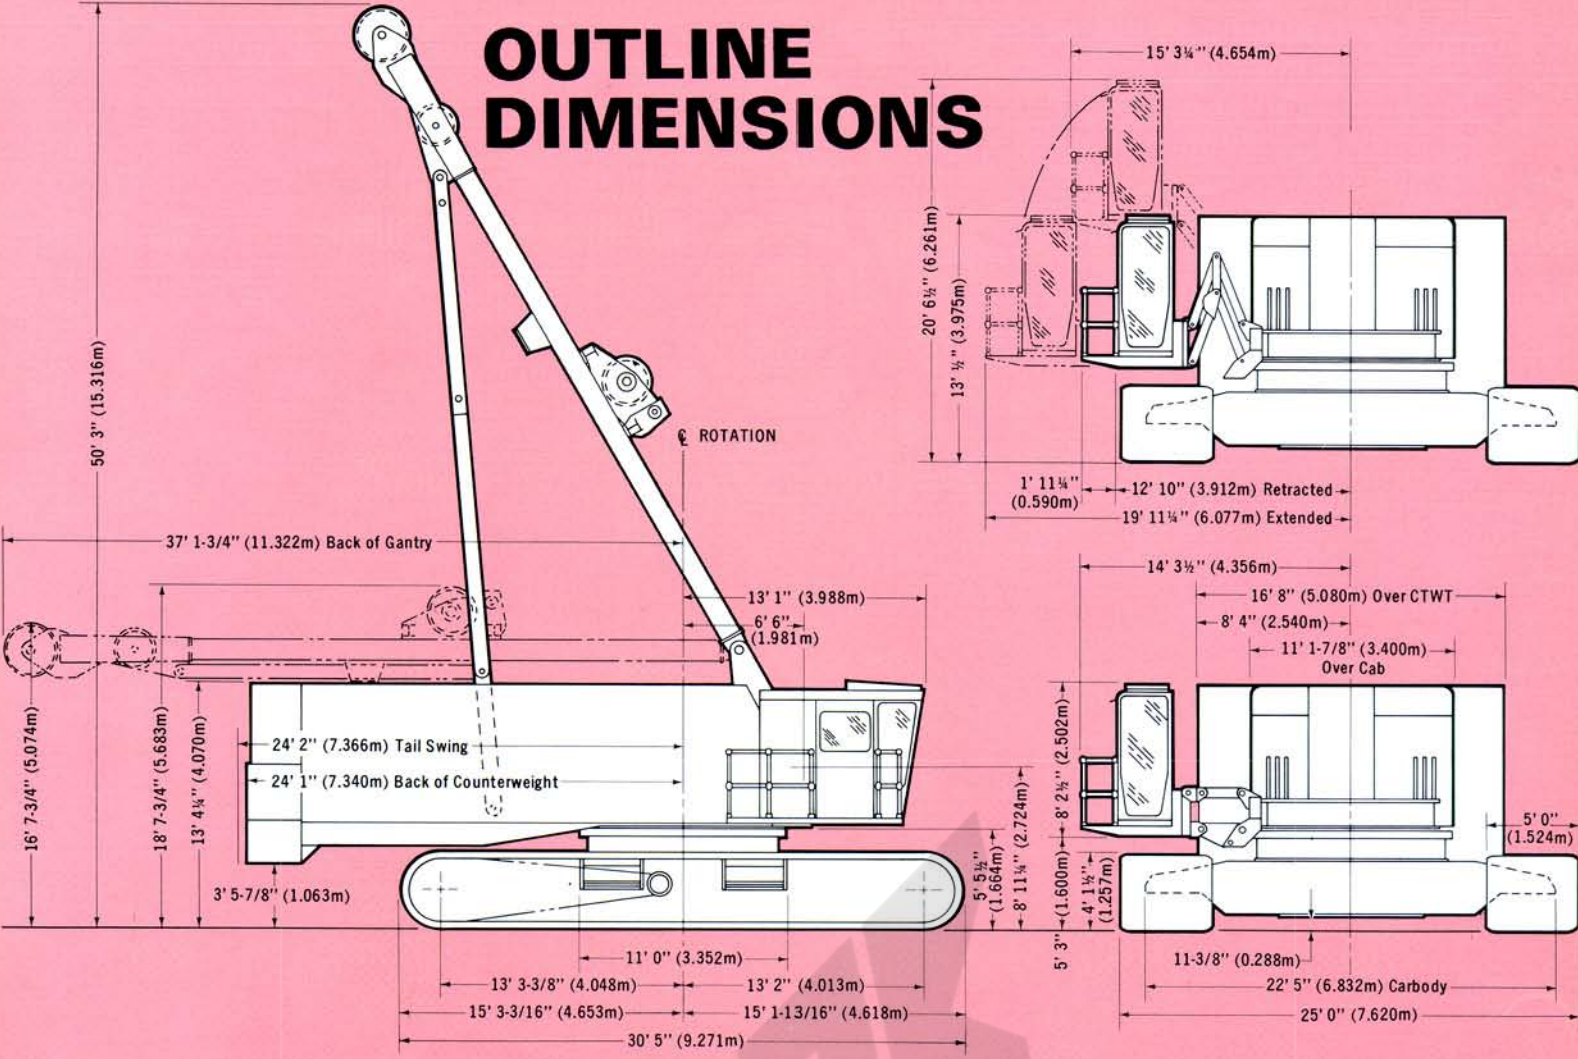 OUTLINE
DIMENSIONS
15' 3¼" (4.654m)
20' 6½" (6.261m)
13' ½" (3.975m)
50' 3" (15.316m)
℄ ROTATION
1' 11¼"
(0.590m)
12' 10" (3.912m) Retracted
19' 11¼" (6.077m) Extended
37' 1-3/4" (11.322m) Back of Gantry
14' 3½" (4.356m)
13' 1" (3.988m)
6' 6"
(1.981m)
16' 8" (5.080m) Over CTWT
8' 4" (2.540m)
11' 1-7/8" (3.400m)
Over Cab
16' 7-3/4" (5.074m)
18' 7-3/4" (5.683m)
13' 4¼" (4.070m)
24' 2" (7.366m) Tail Swing
24' 1" (7.340m) Back of Counterweight
3' 5-7/8" (1.063m)
5' 5½"
(1.664m)
8' 11¼" (2.724m)
8' 2½" (2.502m)
5' 3" (1.600m)
4' 1½"
(1.257m)
5' 0"
(1.524m)
11' 0" (3.352m)
13' 3-3/8" (4.048m)
13' 2" (4.013m)
15' 3-3/16" (4.653m)
15' 1-13/16" (4.618m)
30' 5" (9.271m)
11-3/8" (0.288m)
22' 5" (6.832m) Carbody
25' 0" (7.620m)